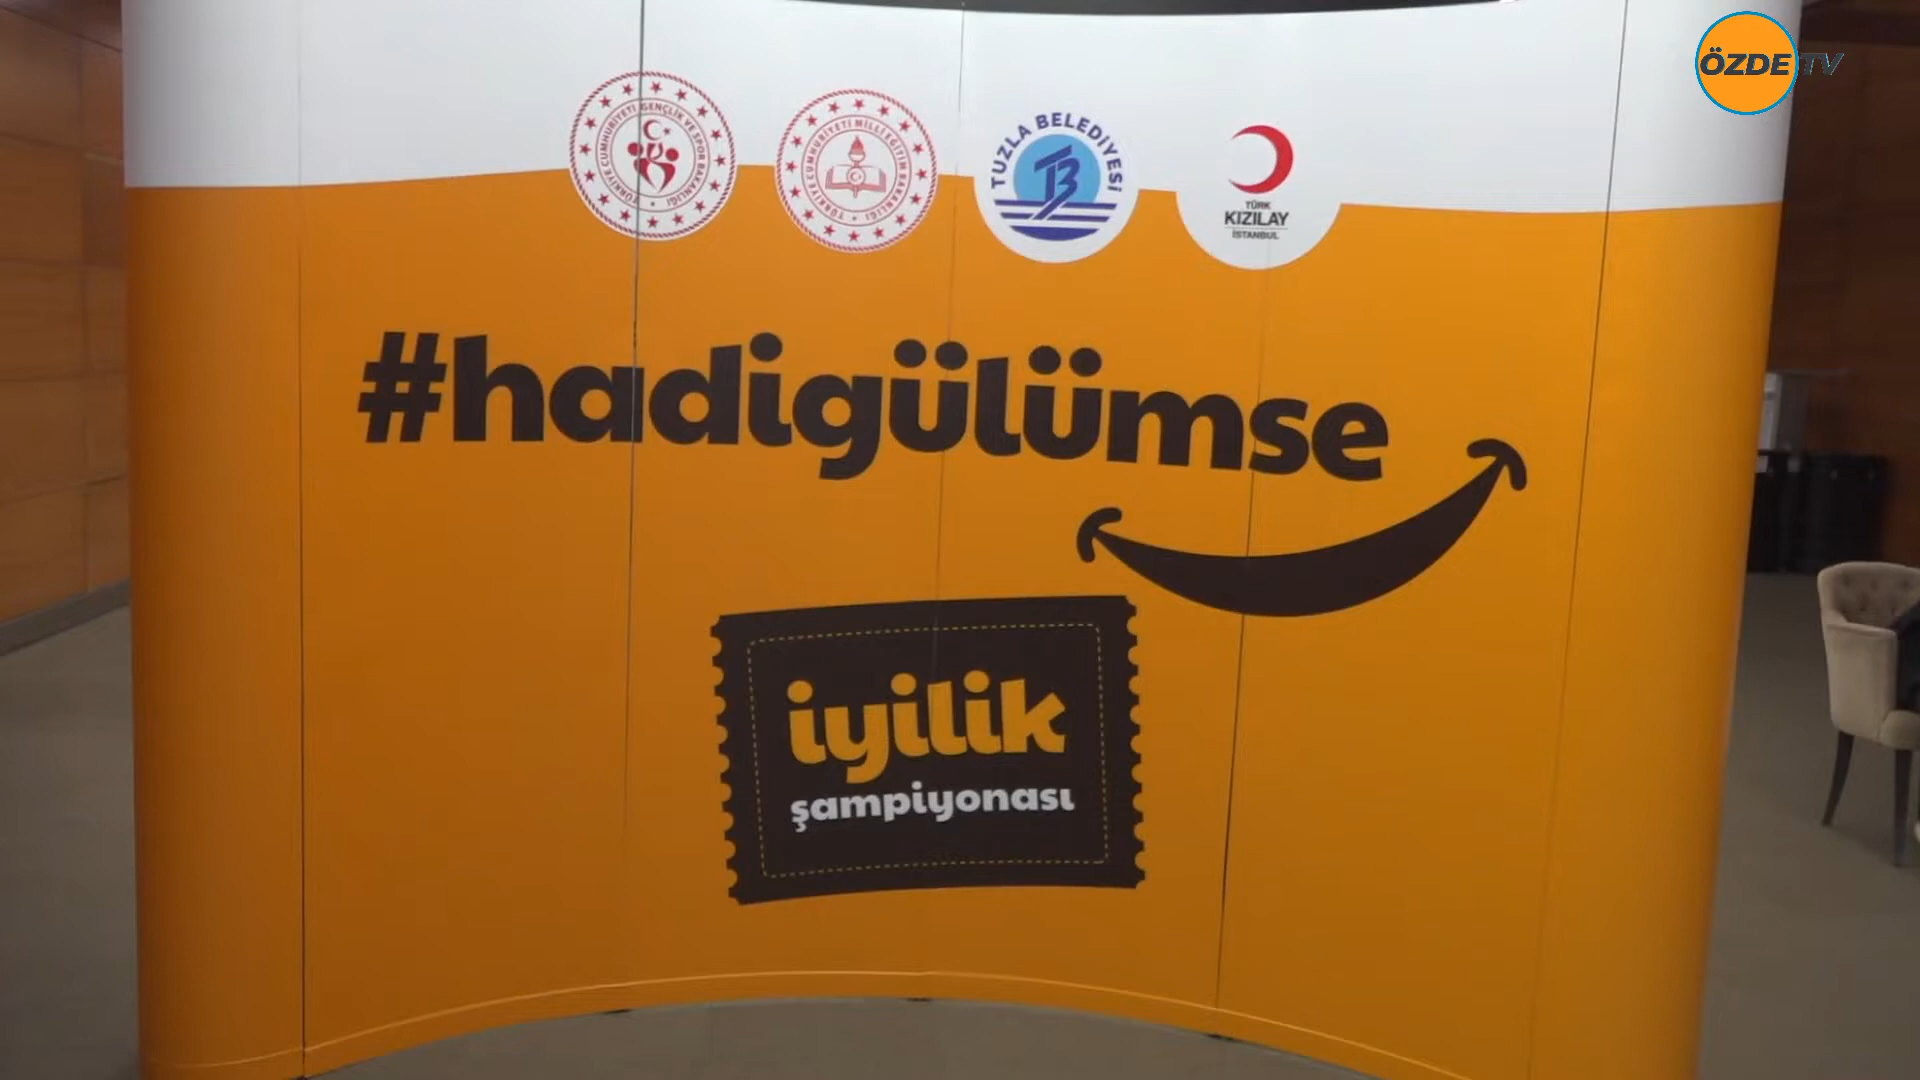 ÖZDE TV
TÜRKİYE CUMHURİYETİ GENÇLİK VE SPOR BAKANLIĞI
TÜRKİYE CUMHURİYETİ MİLLİ EĞİTİM BAKANLIĞI
TUZLA BELEDİYESİ
TB
TÜRK
KIZILAY
İSTANBUL
#hadigülümse
iyilik
şampiyonası